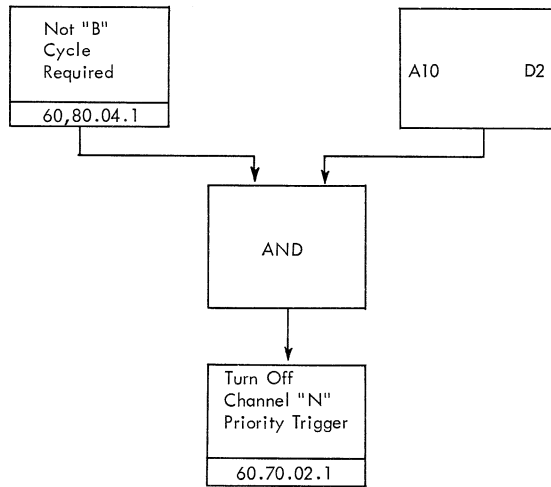 Not "B"
Cycle
Required
60,80.04.1
A10 D2
AND
Turn Off
Channel "N"
Priority Trigger
60.70.02.1